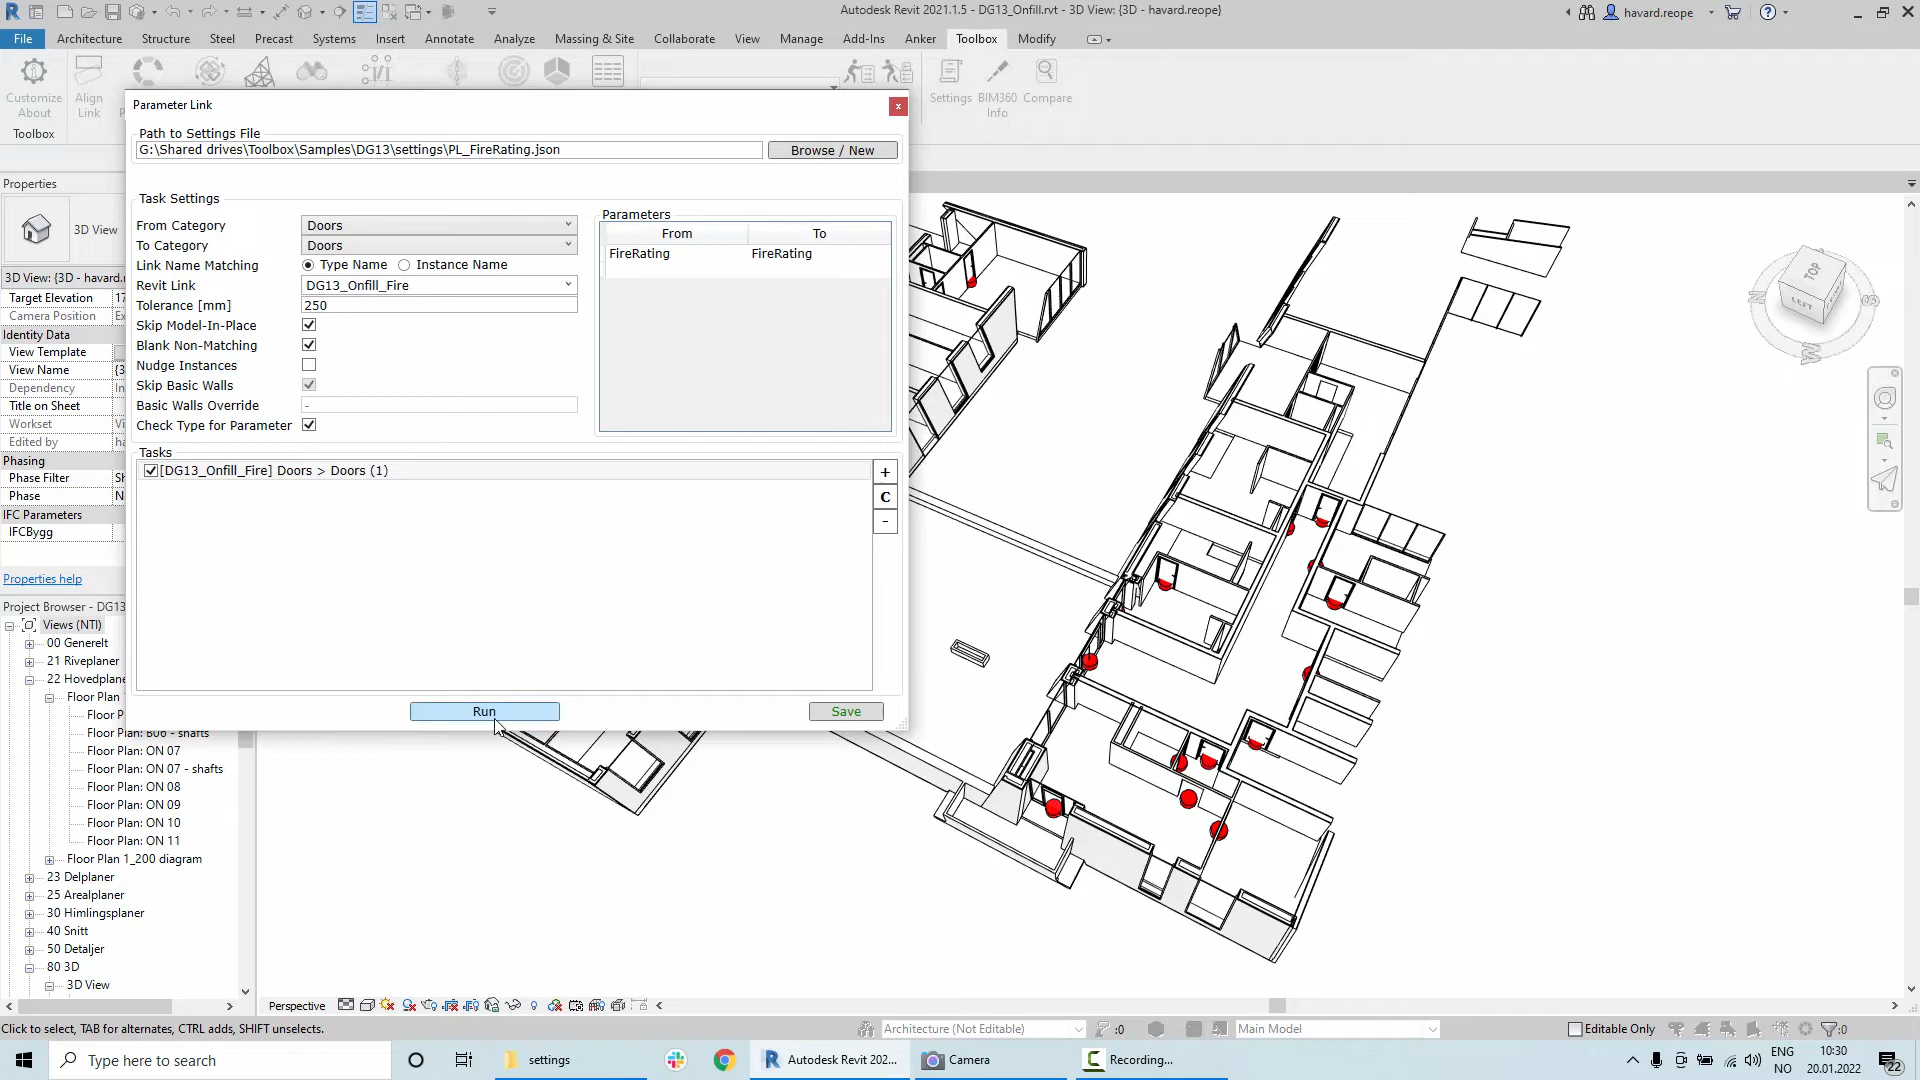 Autodesk Revit 2021.1.5 - DG13_Onfill.rvt - 3D View: {3D - havard.reope}
havard.reope
File Architecture Structure Steel Precast Systems Insert Annotate Analyze Massing & Site Collaborate View Manage Add-Ins Anker Toolbox Modify
Customize
About
Align
Link
Settings BIM360
Info
Compare
Toolbox
Parameter Link
Path to Settings File
G:\Shared drives\Toolbox\Samples\DG13\settings\PL_FireRating.json
Browse / New
Task Settings
From Category Doors
To Category Doors
Link Name Matching Type Name Instance Name
Revit Link DG13_Onfill_Fire
Tolerance [mm] 250
Skip Model-In-Place
Blank Non-Matching
Nudge Instances
Skip Basic Walls
Basic Walls Override -
Check Type for Parameter
Parameters
From To
FireRating FireRating
Tasks
[DG13_Onfill_Fire] Doors > Doors (1)
+
C
-
Run
Save
Properties
3D View
3D View: {3D - havard.r
Target Elevation 17
Camera Position Ex
Identity Data
View Template
View Name {3
Dependency In
Title on Sheet
Workset Vi
Edited by
Phasing
Phase Filter Sh
Phase N
IFC Parameters
IFCBygg
Properties help
Project Browser - DG13
Views (NTI)
00 Generelt
21 Riveplaner
22 Hovedplane
Floor Plan
Floor P
Floor Plan: B06 - shafts
Floor Plan: ON 07
Floor Plan: ON 07 - shafts
Floor Plan: ON 08
Floor Plan: ON 09
Floor Plan: ON 10
Floor Plan: ON 11
Floor Plan 1_200 diagram
23 Delplaner
25 Arealplaner
30 Himlingsplaner
40 Snitt
50 Detaljer
80 3D
3D View
TOP
LEFT
N
S
W
Perspective
Click to select, TAB for alternates, CTRL adds, SHIFT unselects.
Architecture (Not Editable)
:0
Main Model
Editable Only
:0
Type here to search
settings
Autodesk Revit 202...
Camera
Recording...
ENG
NO
10:30
20.01.2022
22